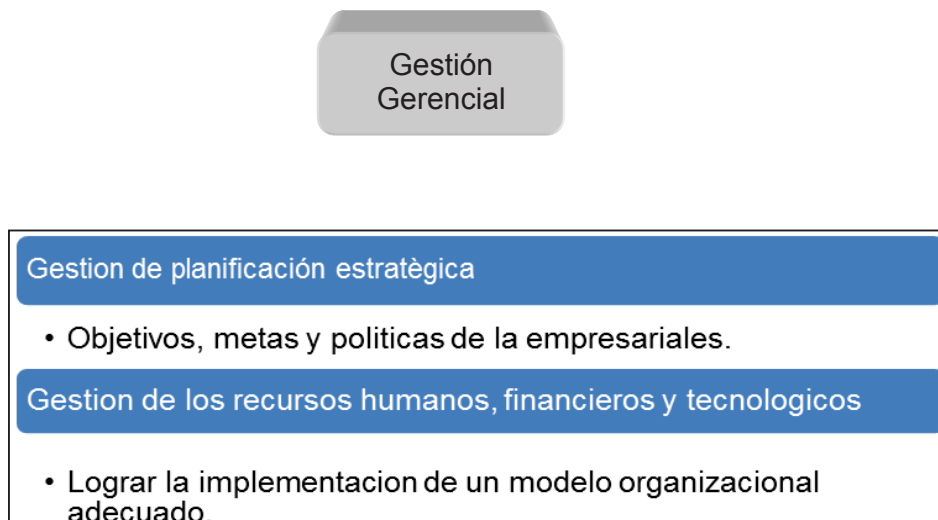 Gestión
Gerencial
Gestion de planificación estratègica
• Objetivos, metas y politicas de la empresariales.
Gestion de los recursos humanos, financieros y tecnologicos
• Lograr la implementacion de un modelo organizacional
adecuado.